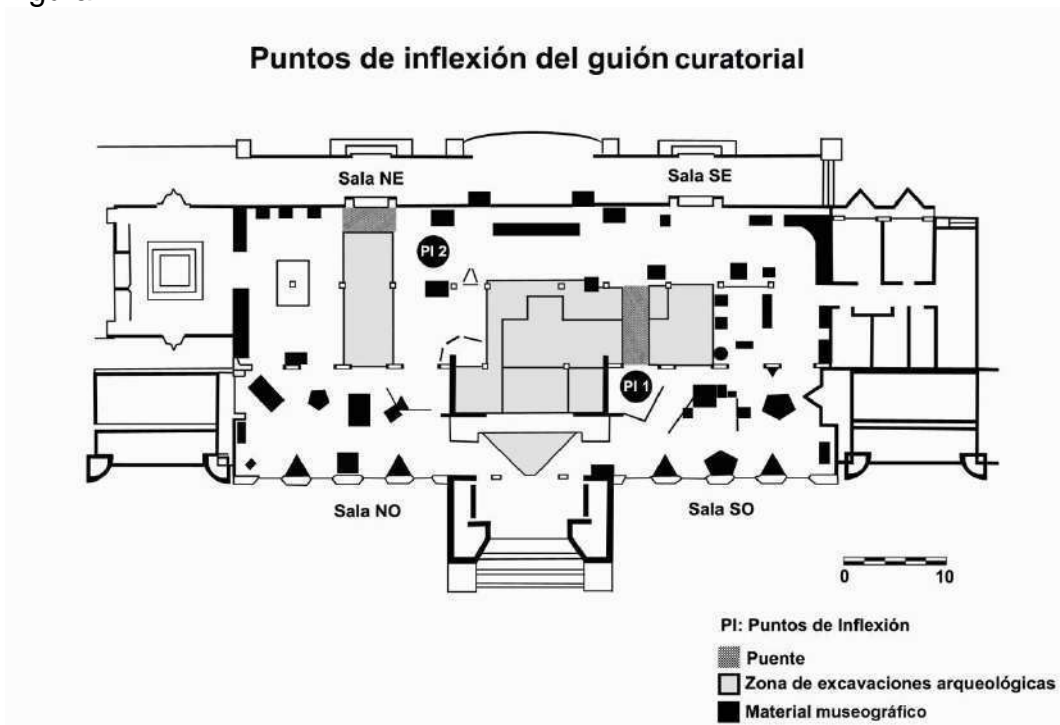 Puntos de inflexión del guión curatorial
Sala NE
Sala SE
PI 2
PI 1
Sala NO
Sala SO
0 10
PI: Puntos de Inflexión
Puente
Zona de excavaciones arqueológicas
Material museográfico